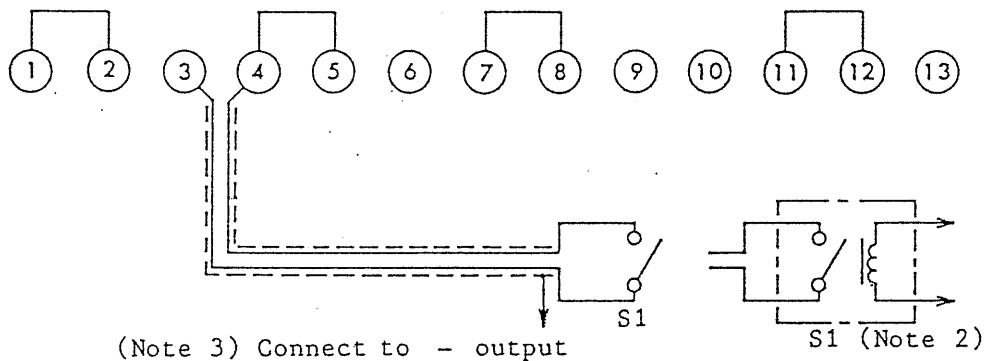 1 2 3 4 5 6 7 8 9 10 11 12 13
S1
S1 (Note 2)
(Note 3) Connect to - output